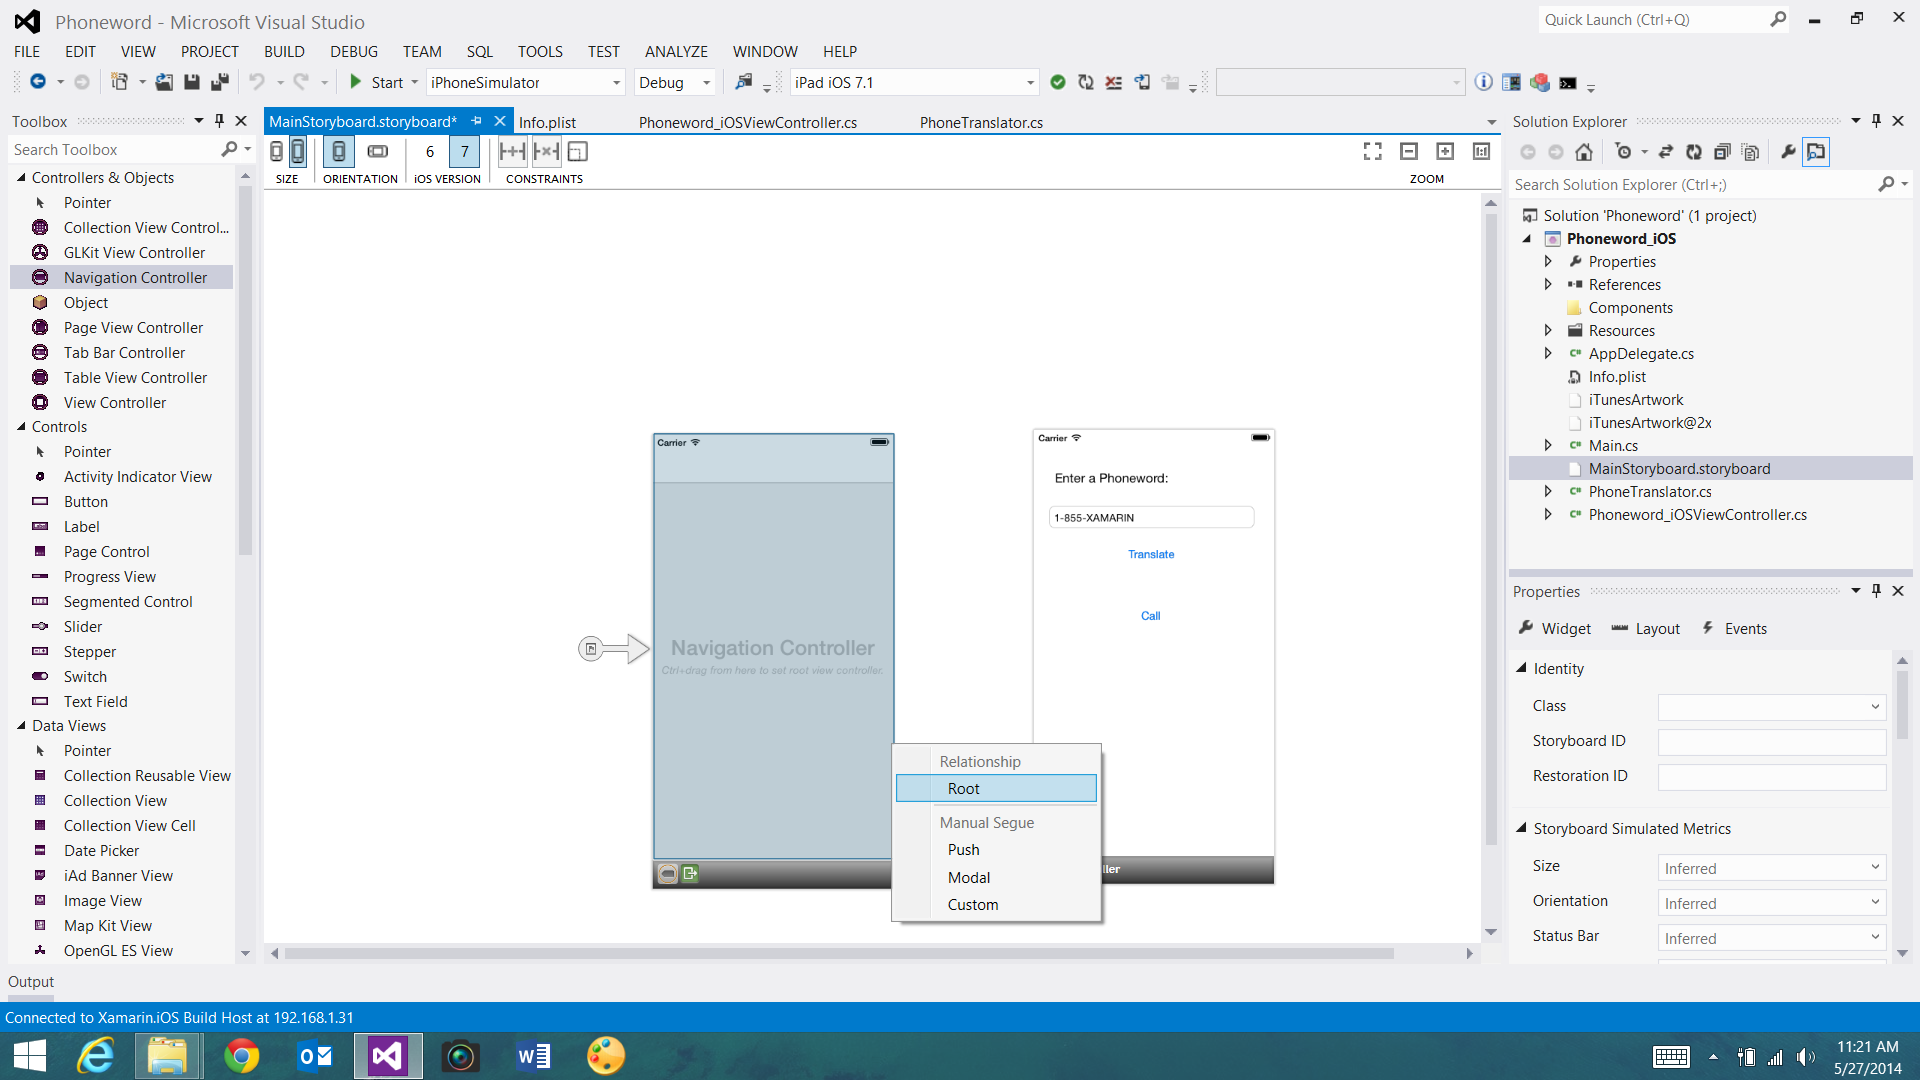 Phoneword - Microsoft Visual Studio
Quick Launch (Ctrl+Q)
FILE EDIT VIEW PROJECT BUILD DEBUG TEAM SQL TOOLS TEST ANALYZE WINDOW HELP
Start iPhoneSimulator Debug iPad iOS 7.1
Toolbox
Search Toolbox
Controllers & Objects
Pointer
Collection View Control...
GLKit View Controller
Navigation Controller
Object
Page View Controller
Tab Bar Controller
Table View Controller
View Controller
Controls
Pointer
Activity Indicator View
Button
Label
Page Control
Progress View
Segmented Control
Slider
Stepper
Switch
Text Field
Data Views
Pointer
Collection Reusable View
Collection View
Collection View Cell
Date Picker
iAd Banner View
Image View
Map Kit View
OpenGL ES View
MainStoryboard.storyboard* Info.plist Phoneword_iOSViewController.cs PhoneTranslator.cs
6 7
SIZE ORIENTATION iOS VERSION CONSTRAINTS ZOOM
Carrier
Navigation Controller
Ctrl+drag from here to set root view controller.
Carrier
Enter a Phoneword:
1-855-XAMARIN
Translate
Call
ller
Relationship
Root
Manual Segue
Push
Modal
Custom
Solution Explorer
Search Solution Explorer (Ctrl+;)
Solution 'Phoneword' (1 project)
Phoneword_iOS
Properties
References
Components
Resources
C# AppDelegate.cs
Info.plist
iTunesArtwork
iTunesArtwork@2x
C# Main.cs
MainStoryboard.storyboard
C# PhoneTranslator.cs
C# Phoneword_iOSViewController.cs
Properties
Widget Layout Events
Identity
Class
Storyboard ID
Restoration ID
Storyboard Simulated Metrics
Size Inferred
Orientation Inferred
Status Bar Inferred
Output
Connected to Xamarin.iOS Build Host at 192.168.1.31
11:21 AM
5/27/2014